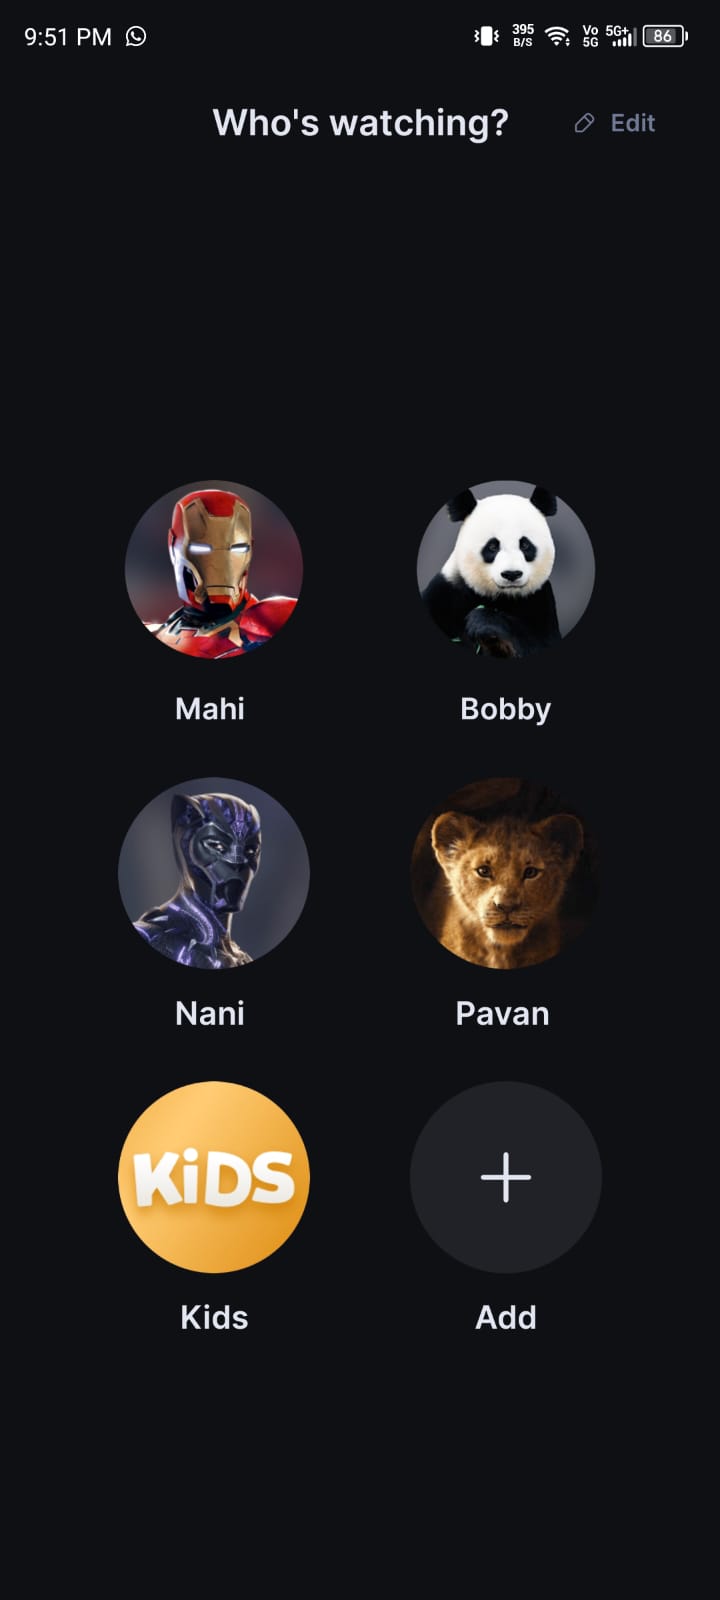 9:51 PM 395 B/S Vo 5G 5G+ 86
Who's watching? Edit
Mahi Bobby
Nani Pavan
KiDS
Kids Add